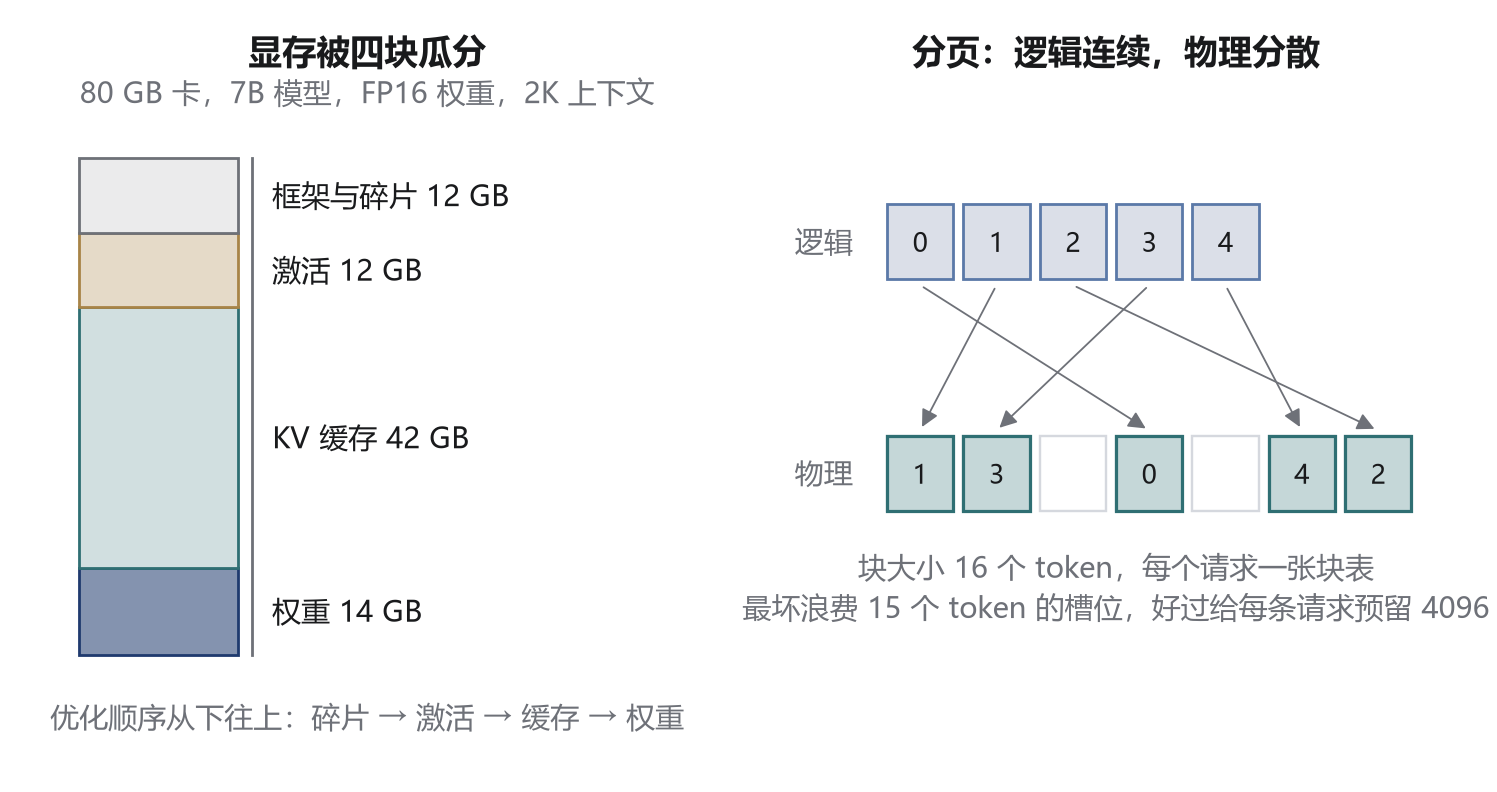 显存被四块瓜分
80 GB 卡，7B 模型，FP16 权重，2K 上下文
框架与碎片 12 GB
激活 12 GB
KV 缓存 42 GB
权重 14 GB
优化顺序从下往上：碎片 → 激活 → 缓存 → 权重
分页：逻辑连续，物理分散
逻辑 0 1 2 3 4
物理 1 3 0 4 2
块大小 16 个 token，每个请求一张块表
最坏浪费 15 个 token 的槽位，好过给每条请求预留 4096